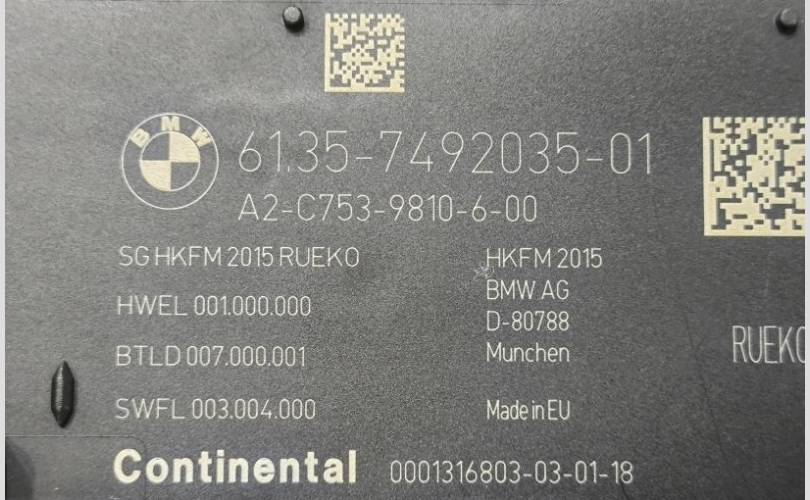 BMW
61.35-7492035-01
A2-C753-9810-6-00
SG HKFM 2015 RUEKO
HWEL 001.000.000
BTLD 007.000.001
SWFL 003.004.000
HKFM 2015
BMW AG
D-80788
Munchen
Made in EU
RUEKO
Continental 0001316803-03-01-18